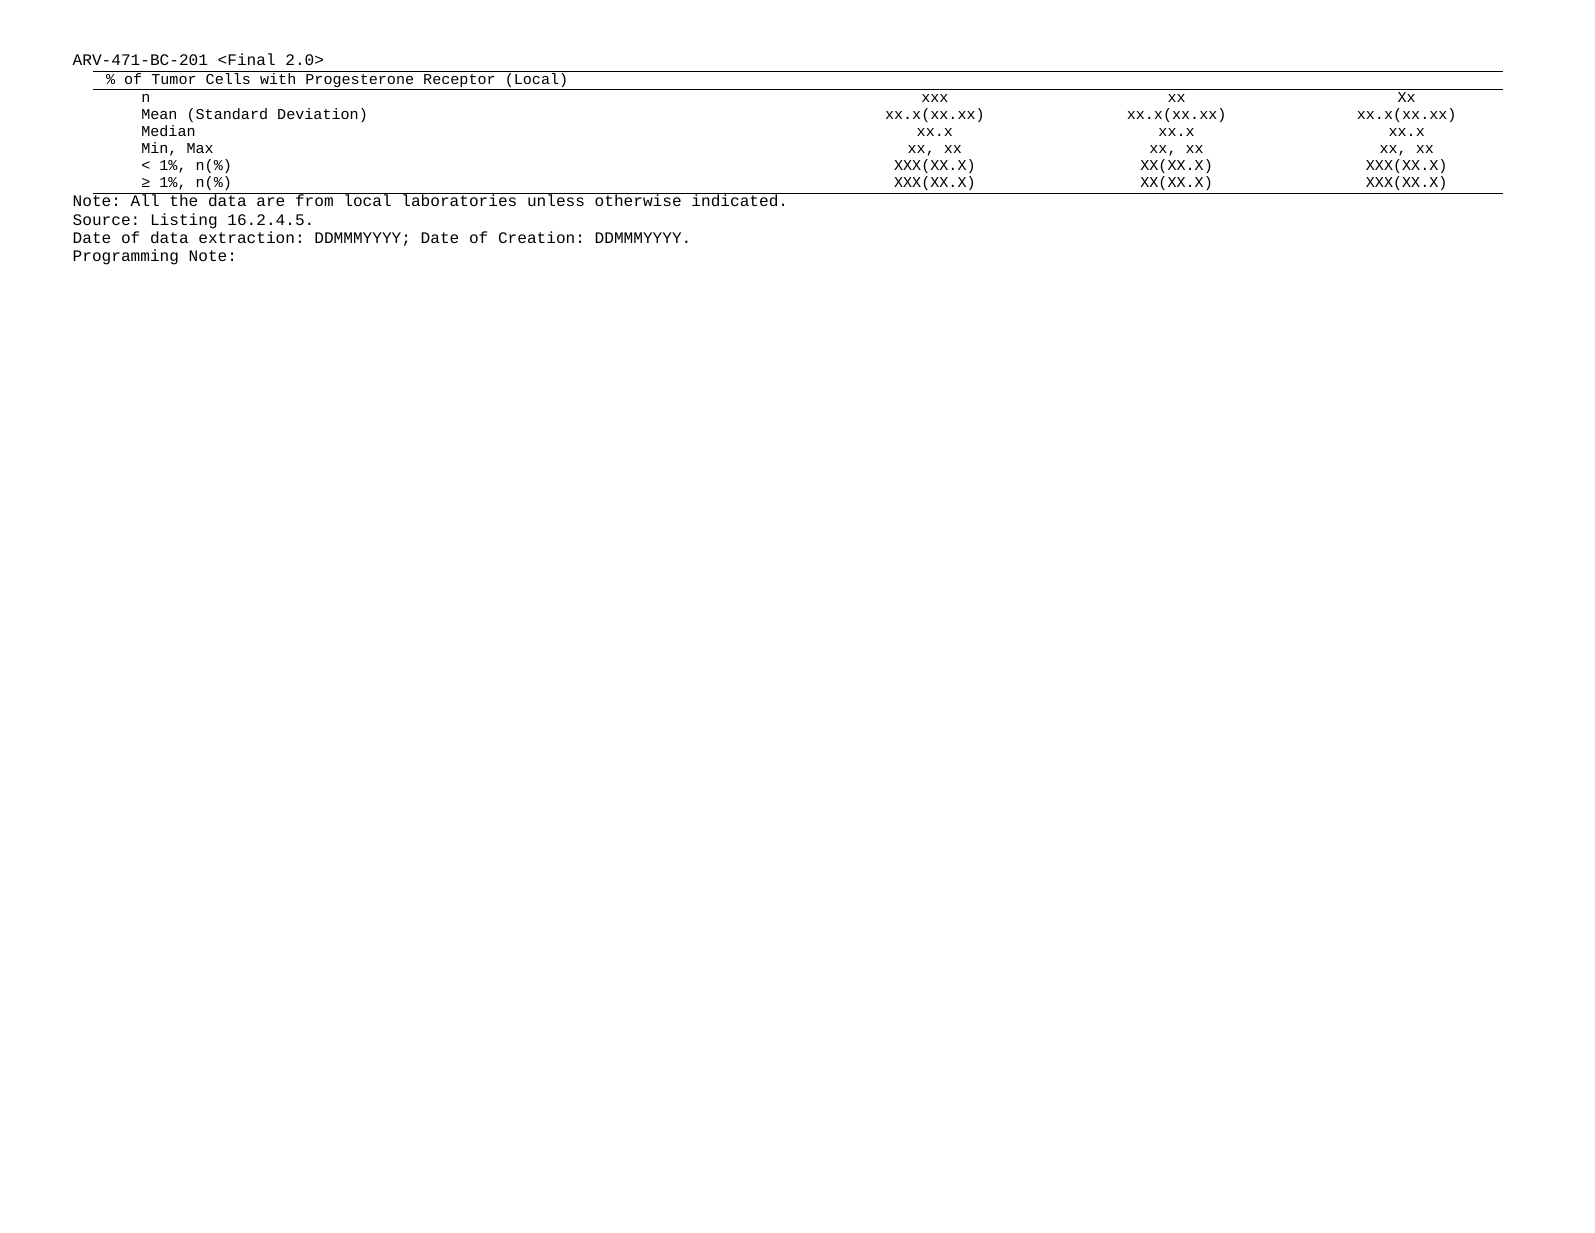 ARV-471-BC-201 <Final 2.0>
% of Tumor Cells with Progesterone Receptor (Local)
n xxx xx Xx
Mean (Standard Deviation) xx.x(xx.xx) xx.x(xx.xx) xx.x(xx.xx)
Median xx.x xx.x xx.x
Min, Max xx, xx xx, xx xx, xx
< 1%, n(%) XXX(XX.X) XX(XX.X) XXX(XX.X)
≥ 1%, n(%) XXX(XX.X) XX(XX.X) XXX(XX.X)
Note: All the data are from local laboratories unless otherwise indicated.
Source: Listing 16.2.4.5.
Date of data extraction: DDMMMYYYY; Date of Creation: DDMMMYYYY.
Programming Note: